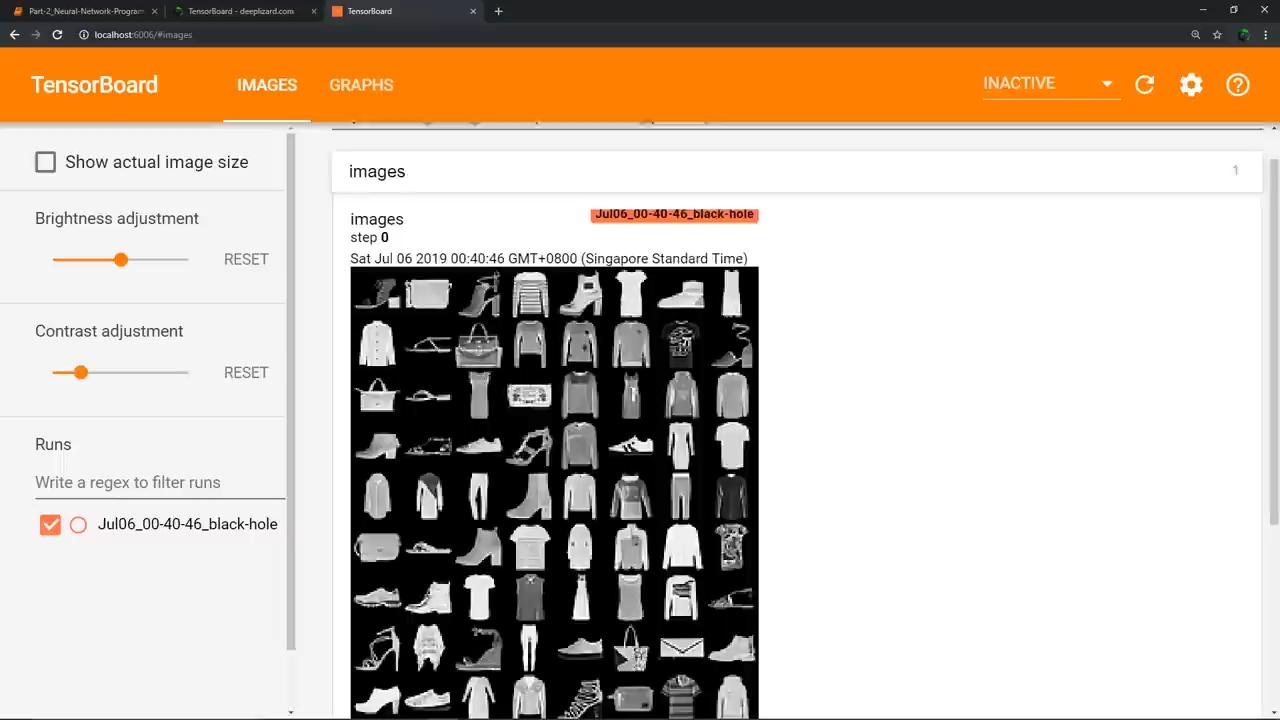 Part-2_Neural-Network-Program
TensorBoard - deeplizard.com
TensorBoard
localhost:6006/#images
TensorBoard
IMAGES
GRAPHS
INACTIVE
Show actual image size
Brightness adjustment
RESET
Contrast adjustment
RESET
Runs
Write a regex to filter runs
Jul06_00-40-46_black-hole
images
1
images
Jul06_00-40-46_black-hole
step 0
Sat Jul 06 2019 00:40:46 GMT+0800 (Singapore Standard Time)